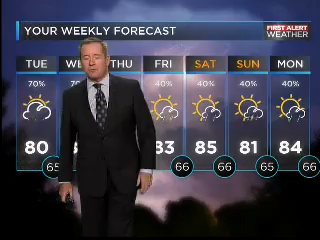 YOUR WEEKLY FORECAST
FIRST ALERT
WEATHER
TUE THU FRI SAT SUN MON
70% 70% 40% 40% 40% 40%
80 83 85 81 84
65 66 66 65 66